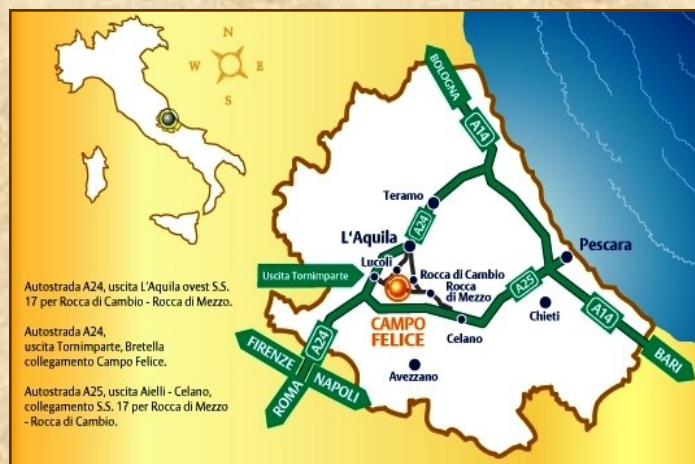 N
W
E
S
BOLOGNA
A14
Teramo
A24
L'Aquila
Pescara
Lucoli
Uscita Tornimparte
Rocca di Cambio
Rocca
di Mezzo
A25
CAMPO
FELICE
Celano
Chieti
A14
A24
FIRENZE
ROMA
NAPOLI
Avezzano
BARI
Autostrada A24, uscita L'Aquila ovest S.S.
17 per Rocca di Cambio - Rocca di Mezzo.
Autostrada A24,
uscita Tornimparte, Bretella
collegamento Campo Felice.
Autostrada A25, uscita Aielli - Celano,
collegamento S.S. 17 per Rocca di Mezzo
- Rocca di Cambio.